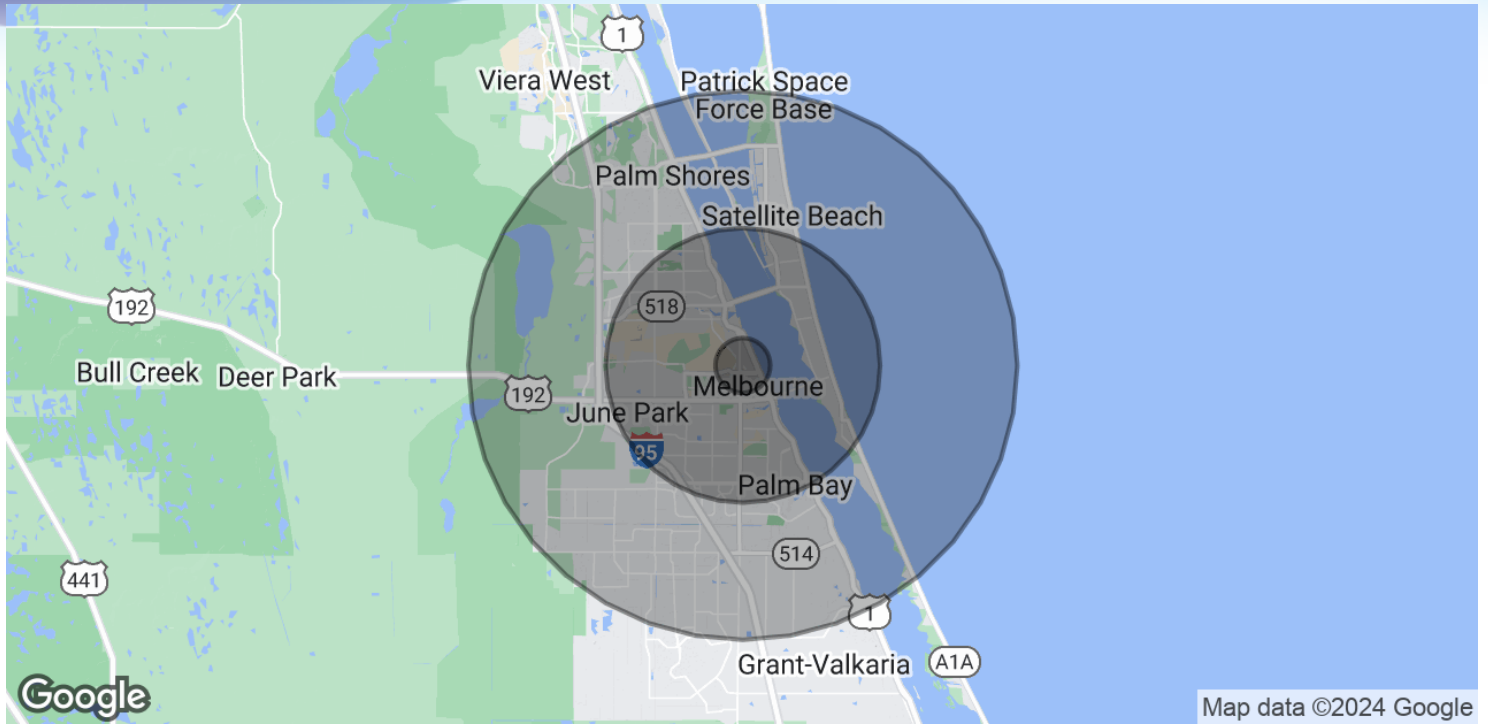 1
Viera West
Patrick Space
Force Base
Palm Shores
Satellite Beach
192
518
Bull Creek
Deer Park
192
Melbourne
June Park
95
Palm Bay
514
441
1
Grant-Valkaria
A1A
Google
Map data ©2024 Google